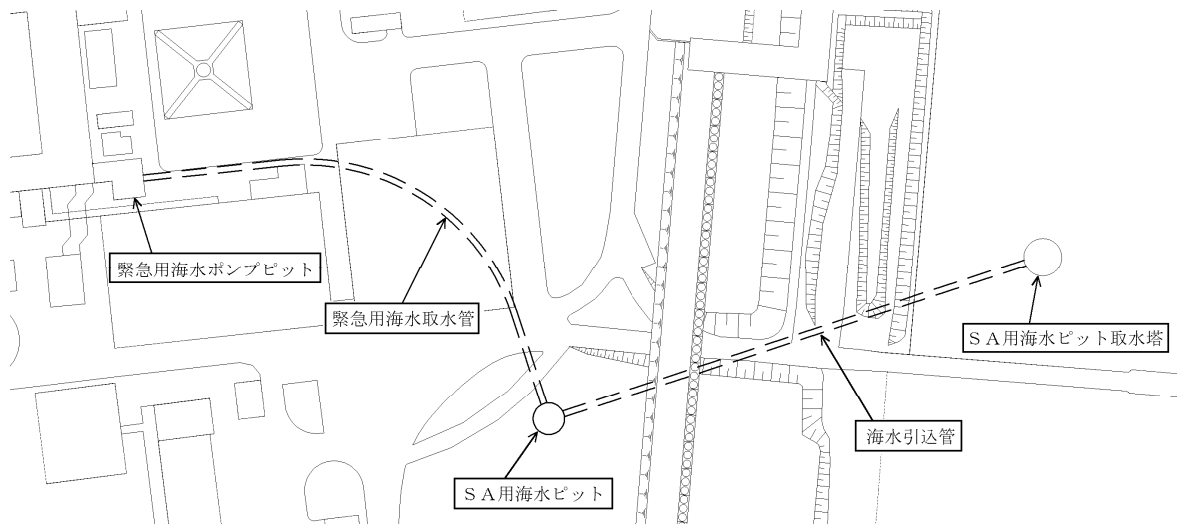 緊急用海水ポンプピット
緊急用海水取水管
ＳＡ用海水ピット取水塔
海水引込管
ＳＡ用海水ピット